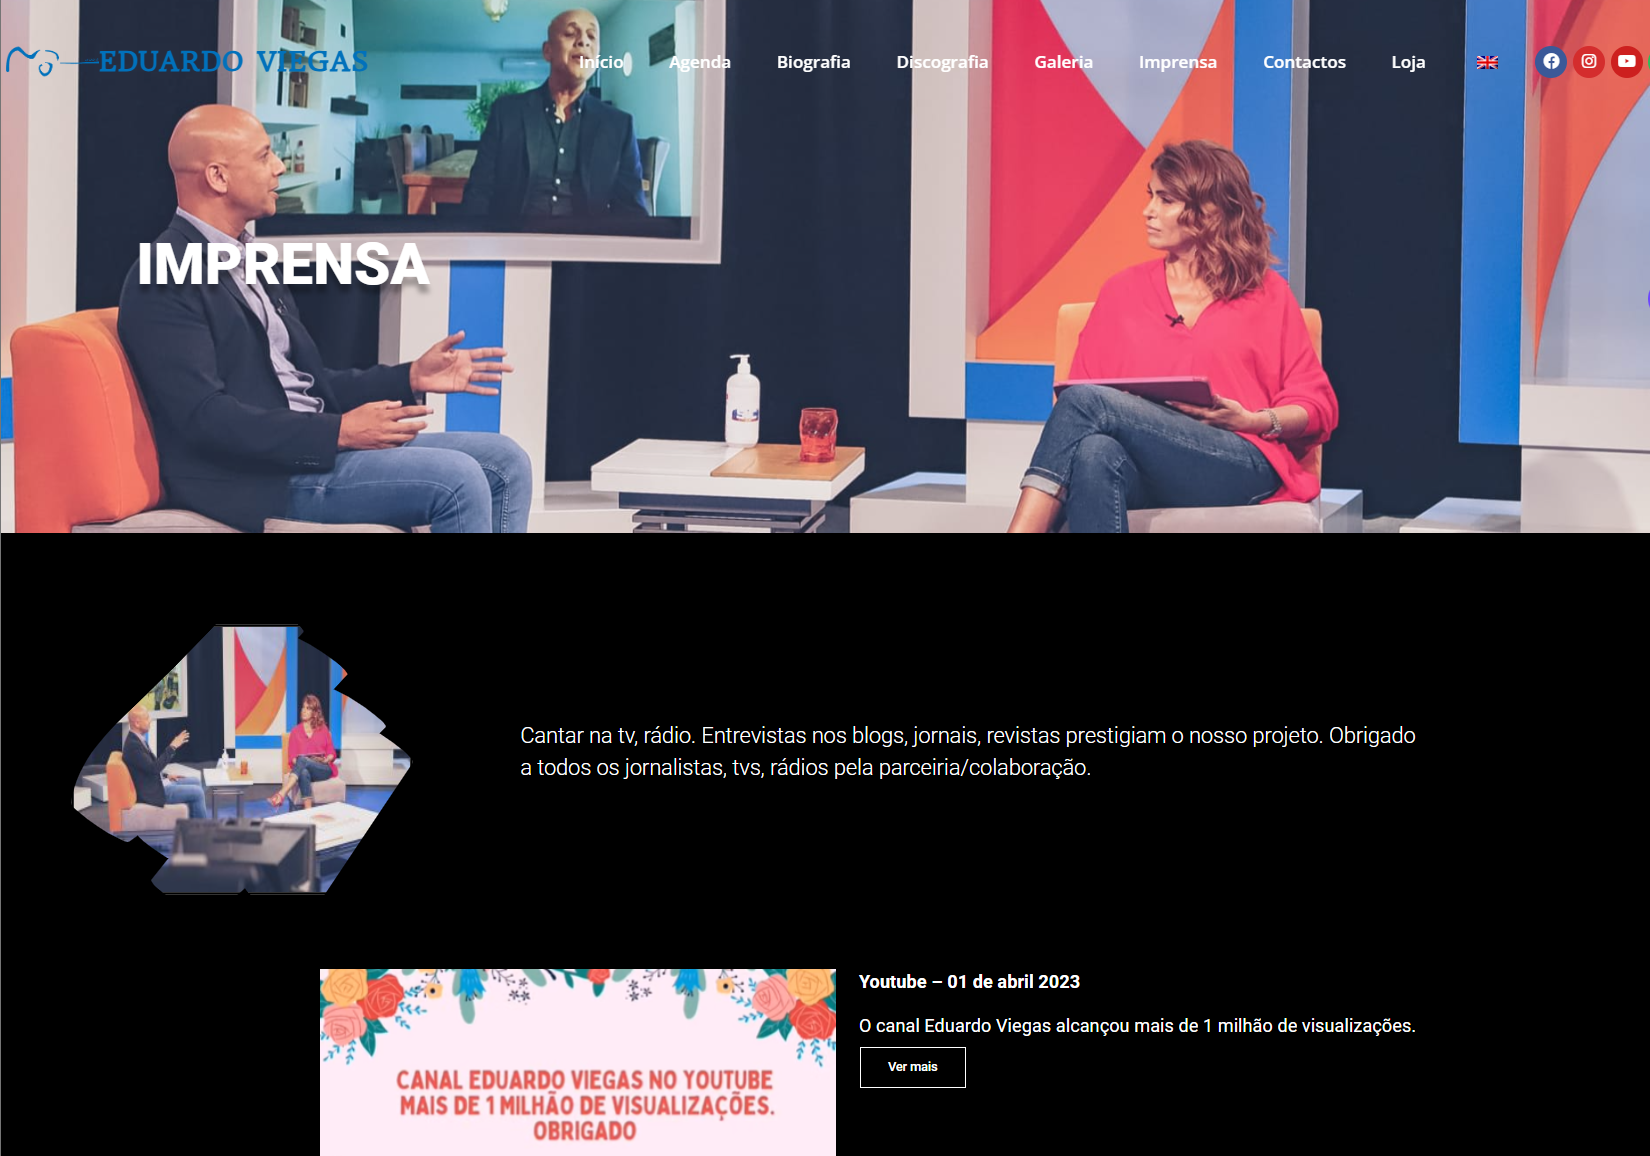 EDUARDO VIEGAS
Início
Agenda
Biografia
Discografia
Galeria
Imprensa
Contactos
Loja
IMPRENSA
Cantar na tv, rádio. Entrevistas nos blogs, jornais, revistas prestigiam o nosso projeto. Obrigado
a todos os jornalistas, tvs, rádios pela parceiria/colaboração.
CANAL EDUARDO VIEGAS NO YOUTUBE
MAIS DE 1 MILHÃO DE VISUALIZAÇÕES.
OBRIGADO
Youtube – 01 de abril 2023
O canal Eduardo Viegas alcançou mais de 1 milhão de visualizações.
Ver mais